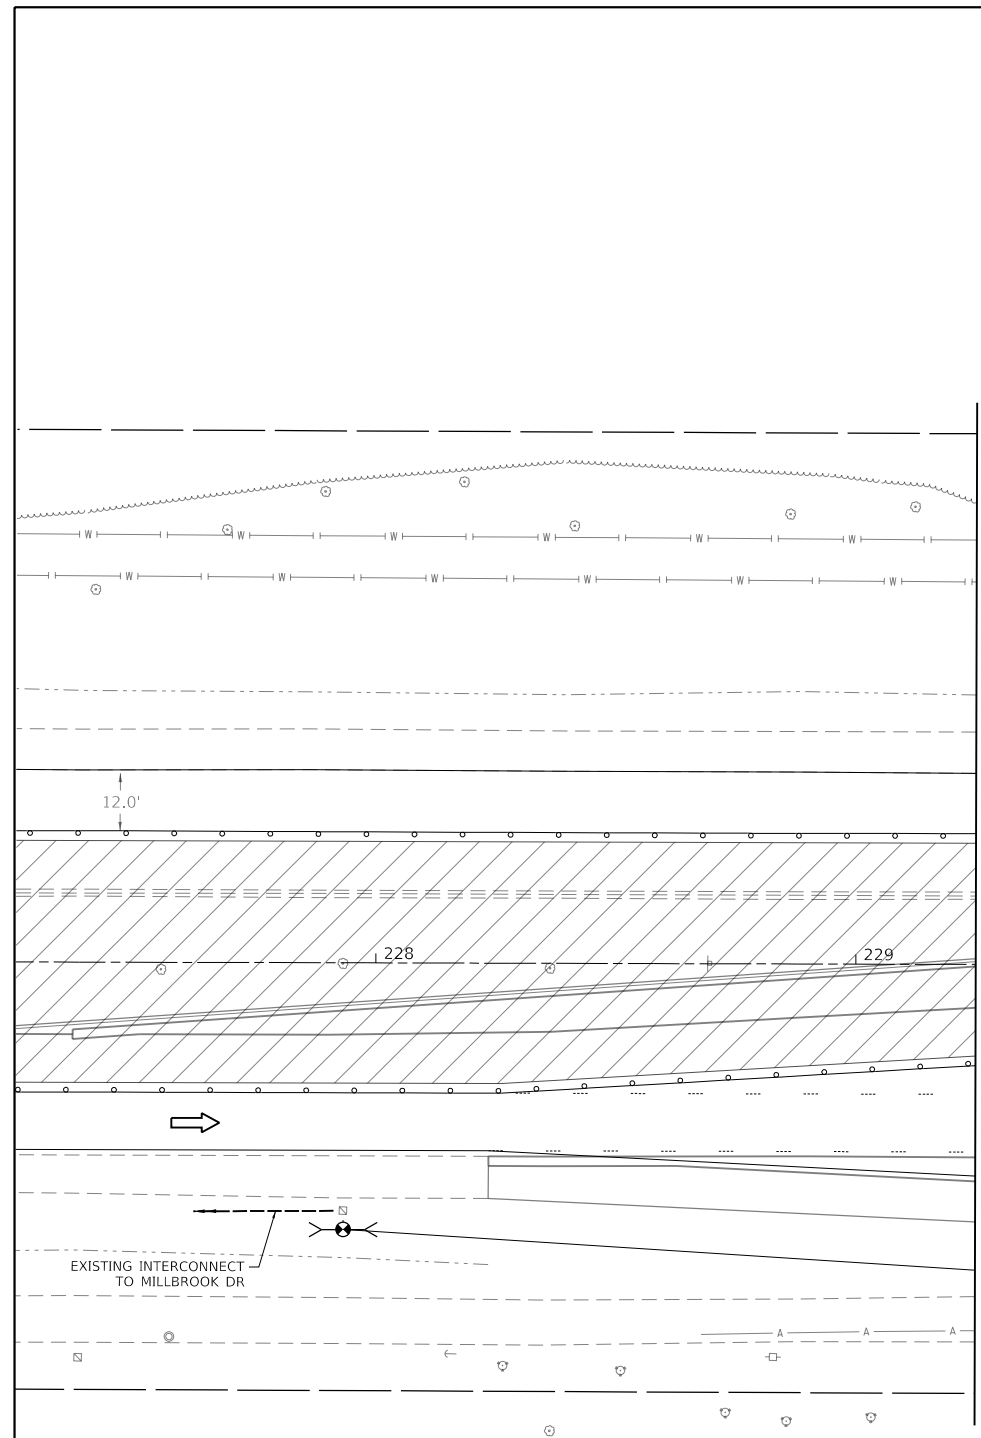 W W W W W W
W W W W W W
12.0'
228
229
EXISTING INTERCONNECT
TO MILLBROOK DR
A A A